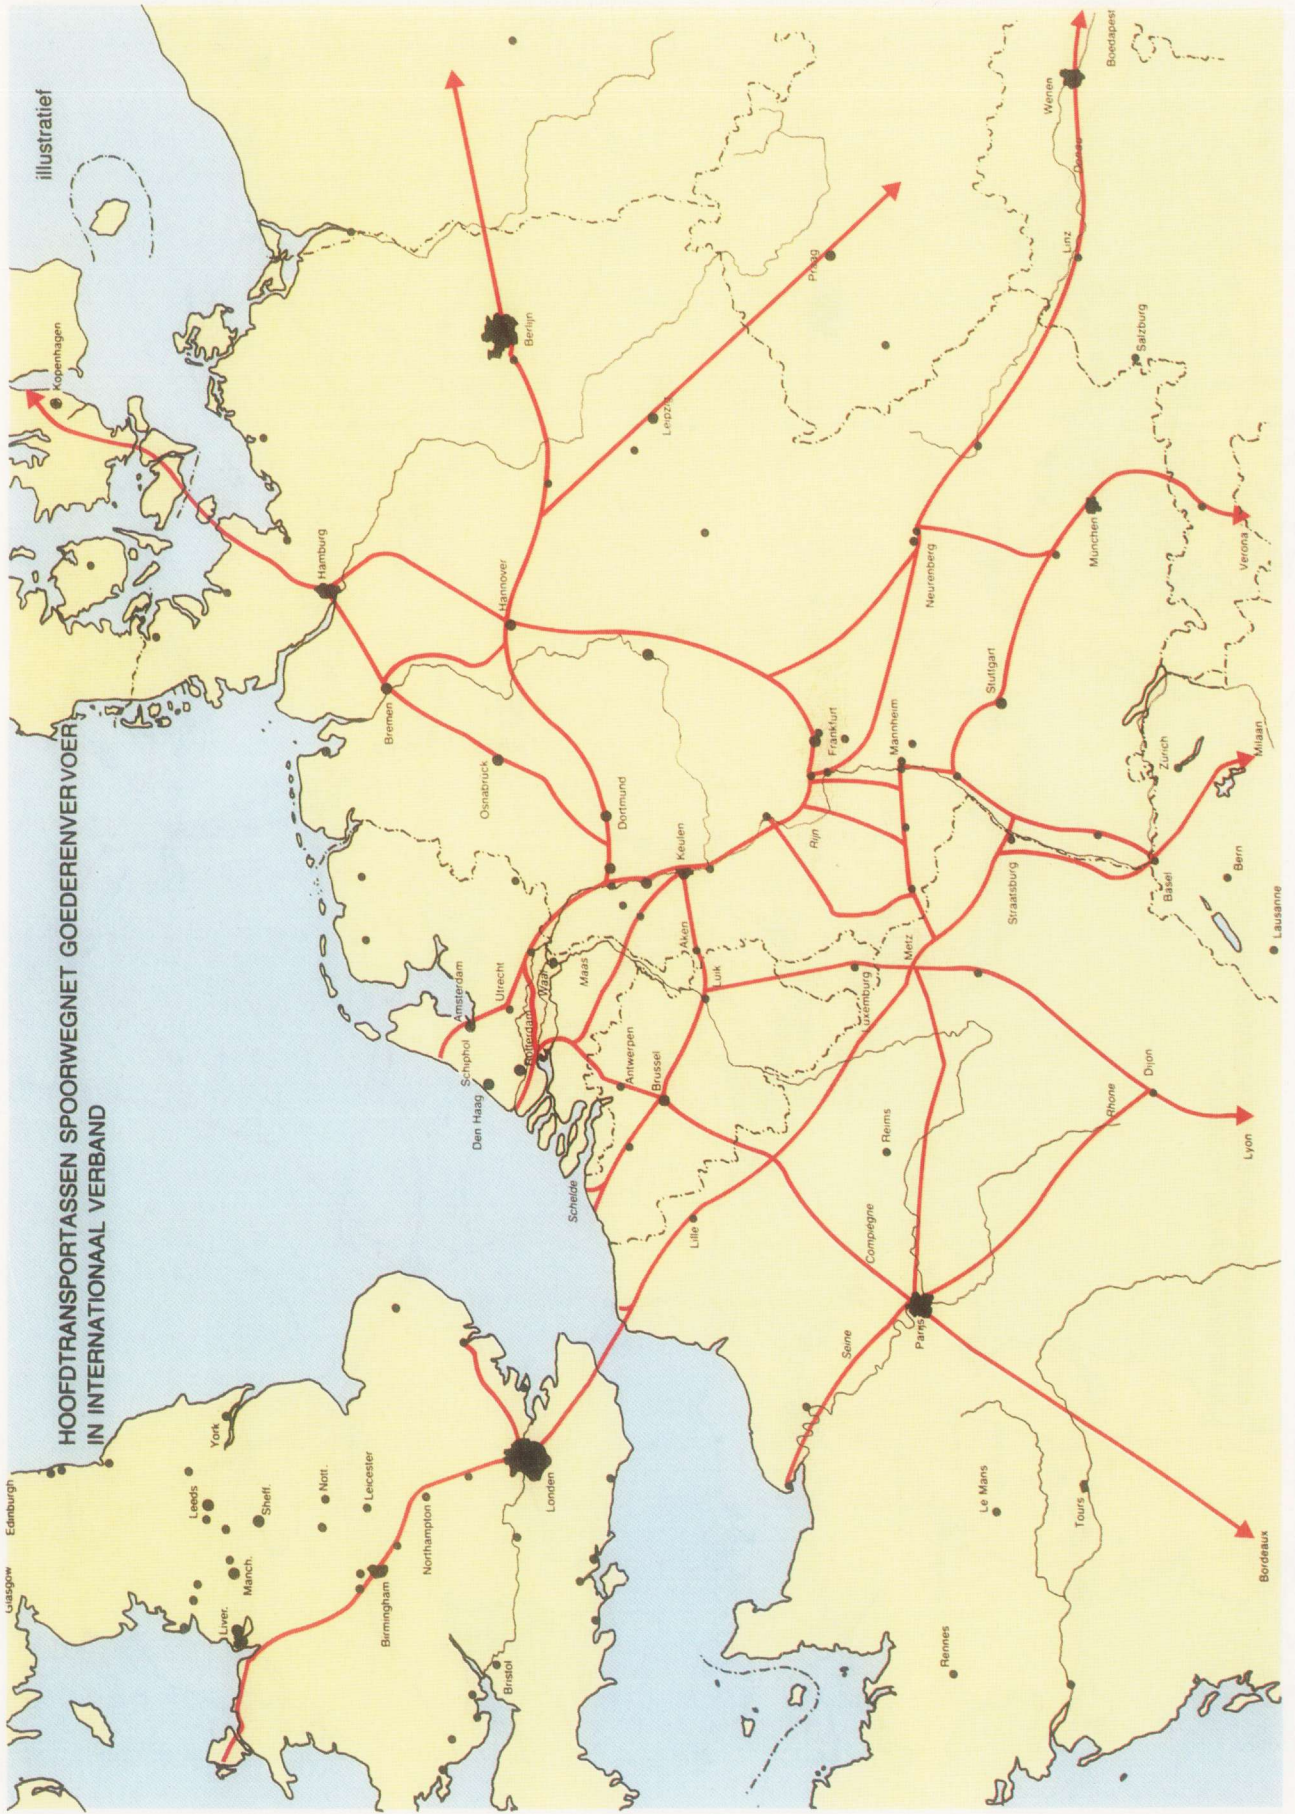 HOOFDTRANSPORTASSEN SPOORWEGNET GOEDERENVERVOER,
IN INTERNATIONAAL VERBAND
illustratief
Glasgow
Edinburgh
Liver.
Manch.
Leeds
Sheff.
York
Nott.
Leicester
Birmingham
Northampton
Bristol
Londen
Kopenhagen
Hamburg
Bremen
Osnabrück
Hannover
Berlijn
Leipzig
Praag
Dortmund
Keulen
Aken
Luik
Amsterdam
Schiphol
Den Haag
Utrecht
Rotterdam
Waal
Maas
Antwerpen
Brussel
Schelde
Lille
Luxemburg
Metz
Reims
Compiègne
Seine
Parijs
Rhone
Dijon
Lyon
Le Mans
Tours
Rennes
Bordeaux
Rijn
Frankfurt
Mannheim
Neurenberg
Stuttgart
München
Straatsburg
Basel
Zürich
Bern
Lausanne
Milaan
Verona
Salzburg
Linz
Donau
Wenen
Boedapest